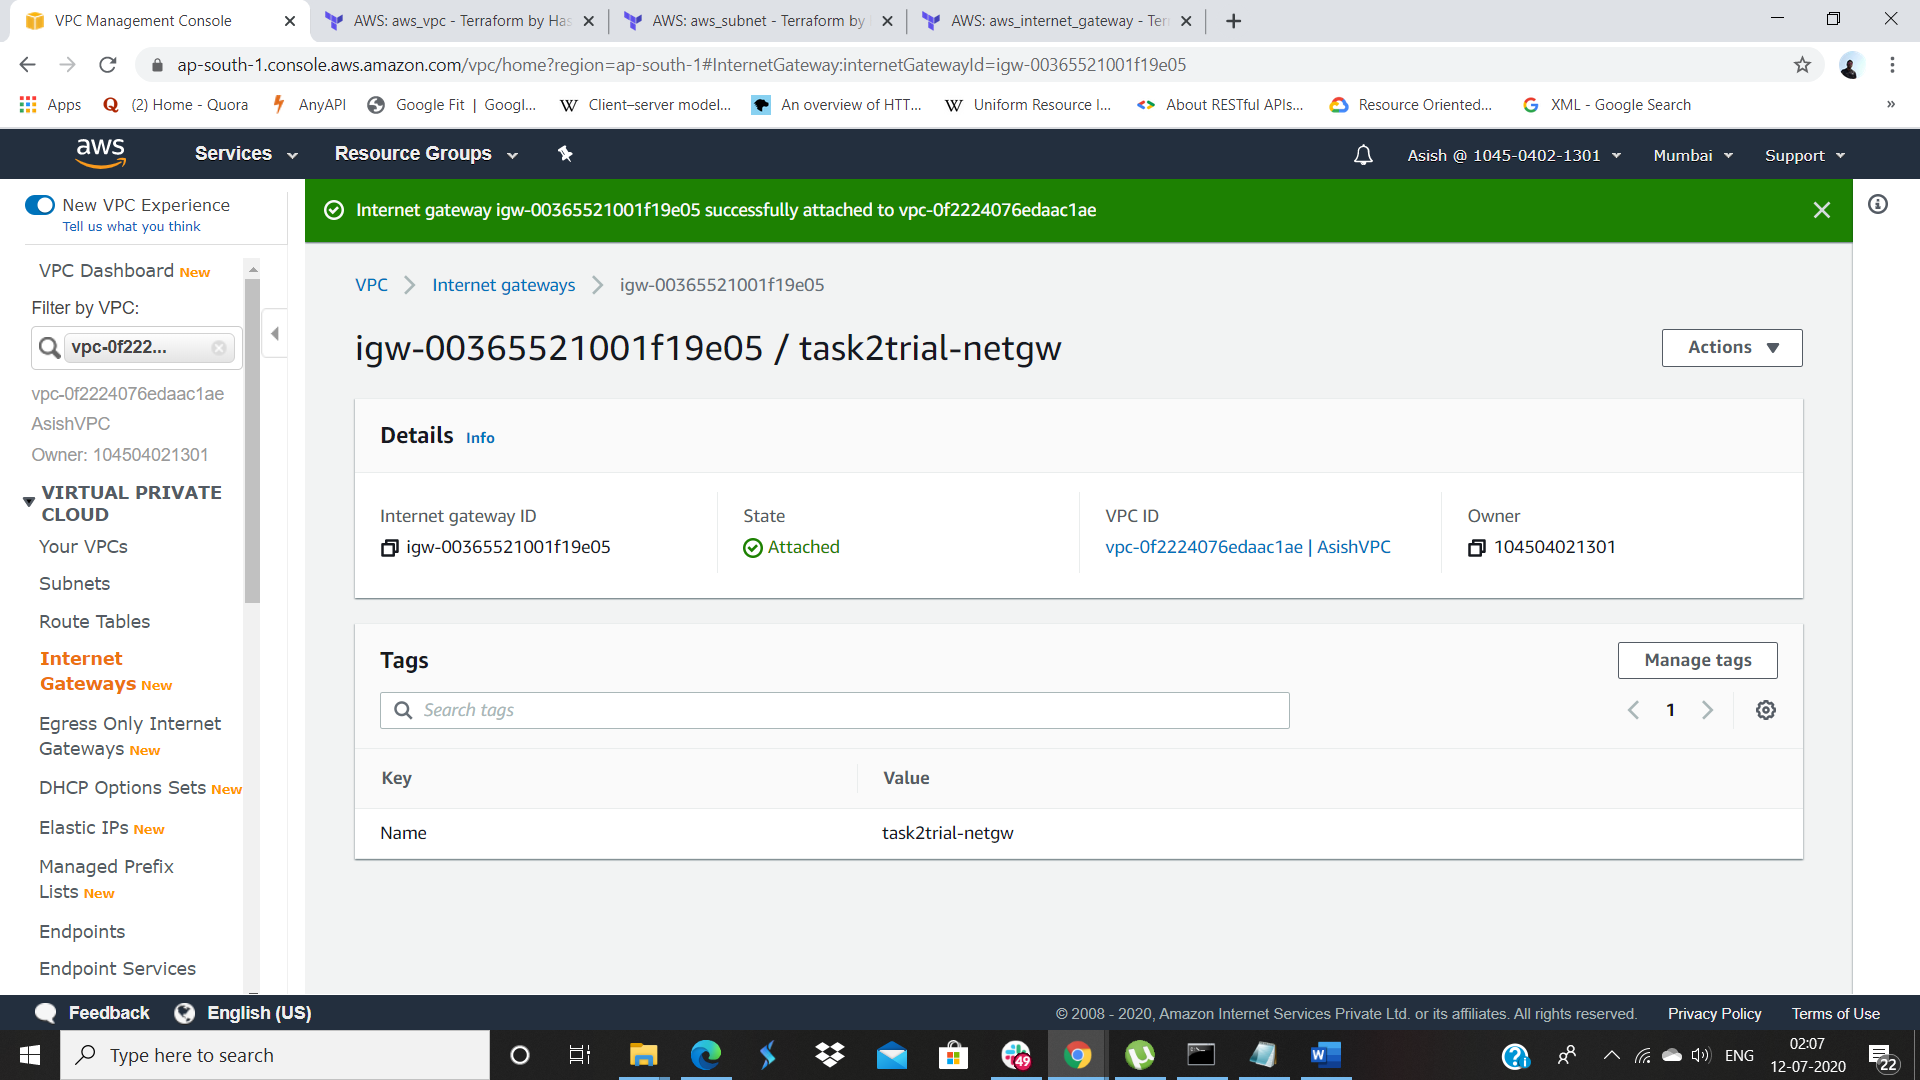 VPC Management Console
AWS: aws_vpc - Terraform by Has
AWS: aws_subnet - Terraform by
AWS: aws_internet_gateway - Ter
ap-south-1.console.aws.amazon.com/vpc/home?region=ap-south-1#InternetGateway:internetGatewayId=igw-00365521001f19e05
Apps
(2) Home - Quora
AnyAPI
Google Fit | Googl...
Client–server model...
An overview of HTT...
Uniform Resource I...
About RESTful APIs...
Resource Oriented...
XML - Google Search
»
aws
Services
Resource Groups
Asish @ 1045-0402-1301
Mumbai
Support
New VPC Experience
Tell us what you think
VPC Dashboard New
Filter by VPC:
vpc-0f222...
vpc-0f2224076edaac1ae
AsishVPC
Owner: 104504021301
VIRTUAL PRIVATE
CLOUD
Your VPCs
Subnets
Route Tables
Internet
Gateways New
Egress Only Internet
Gateways New
DHCP Options Sets New
Elastic IPs New
Managed Prefix
Lists New
Endpoints
Endpoint Services
Internet gateway igw-00365521001f19e05 successfully attached to vpc-0f2224076edaac1ae
VPC
Internet gateways
igw-00365521001f19e05
igw-00365521001f19e05 / task2trial-netgw
Actions
Details Info
Internet gateway ID
igw-00365521001f19e05
State
Attached
VPC ID
vpc-0f2224076edaac1ae | AsishVPC
Owner
104504021301
Tags
Manage tags
Search tags
1
Key
Value
Name
task2trial-netgw
Feedback
English (US)
© 2008 - 2020, Amazon Internet Services Private Ltd. or its affiliates. All rights reserved.
Privacy Policy
Terms of Use
Type here to search
49
ENG
02:07
12-07-2020
22